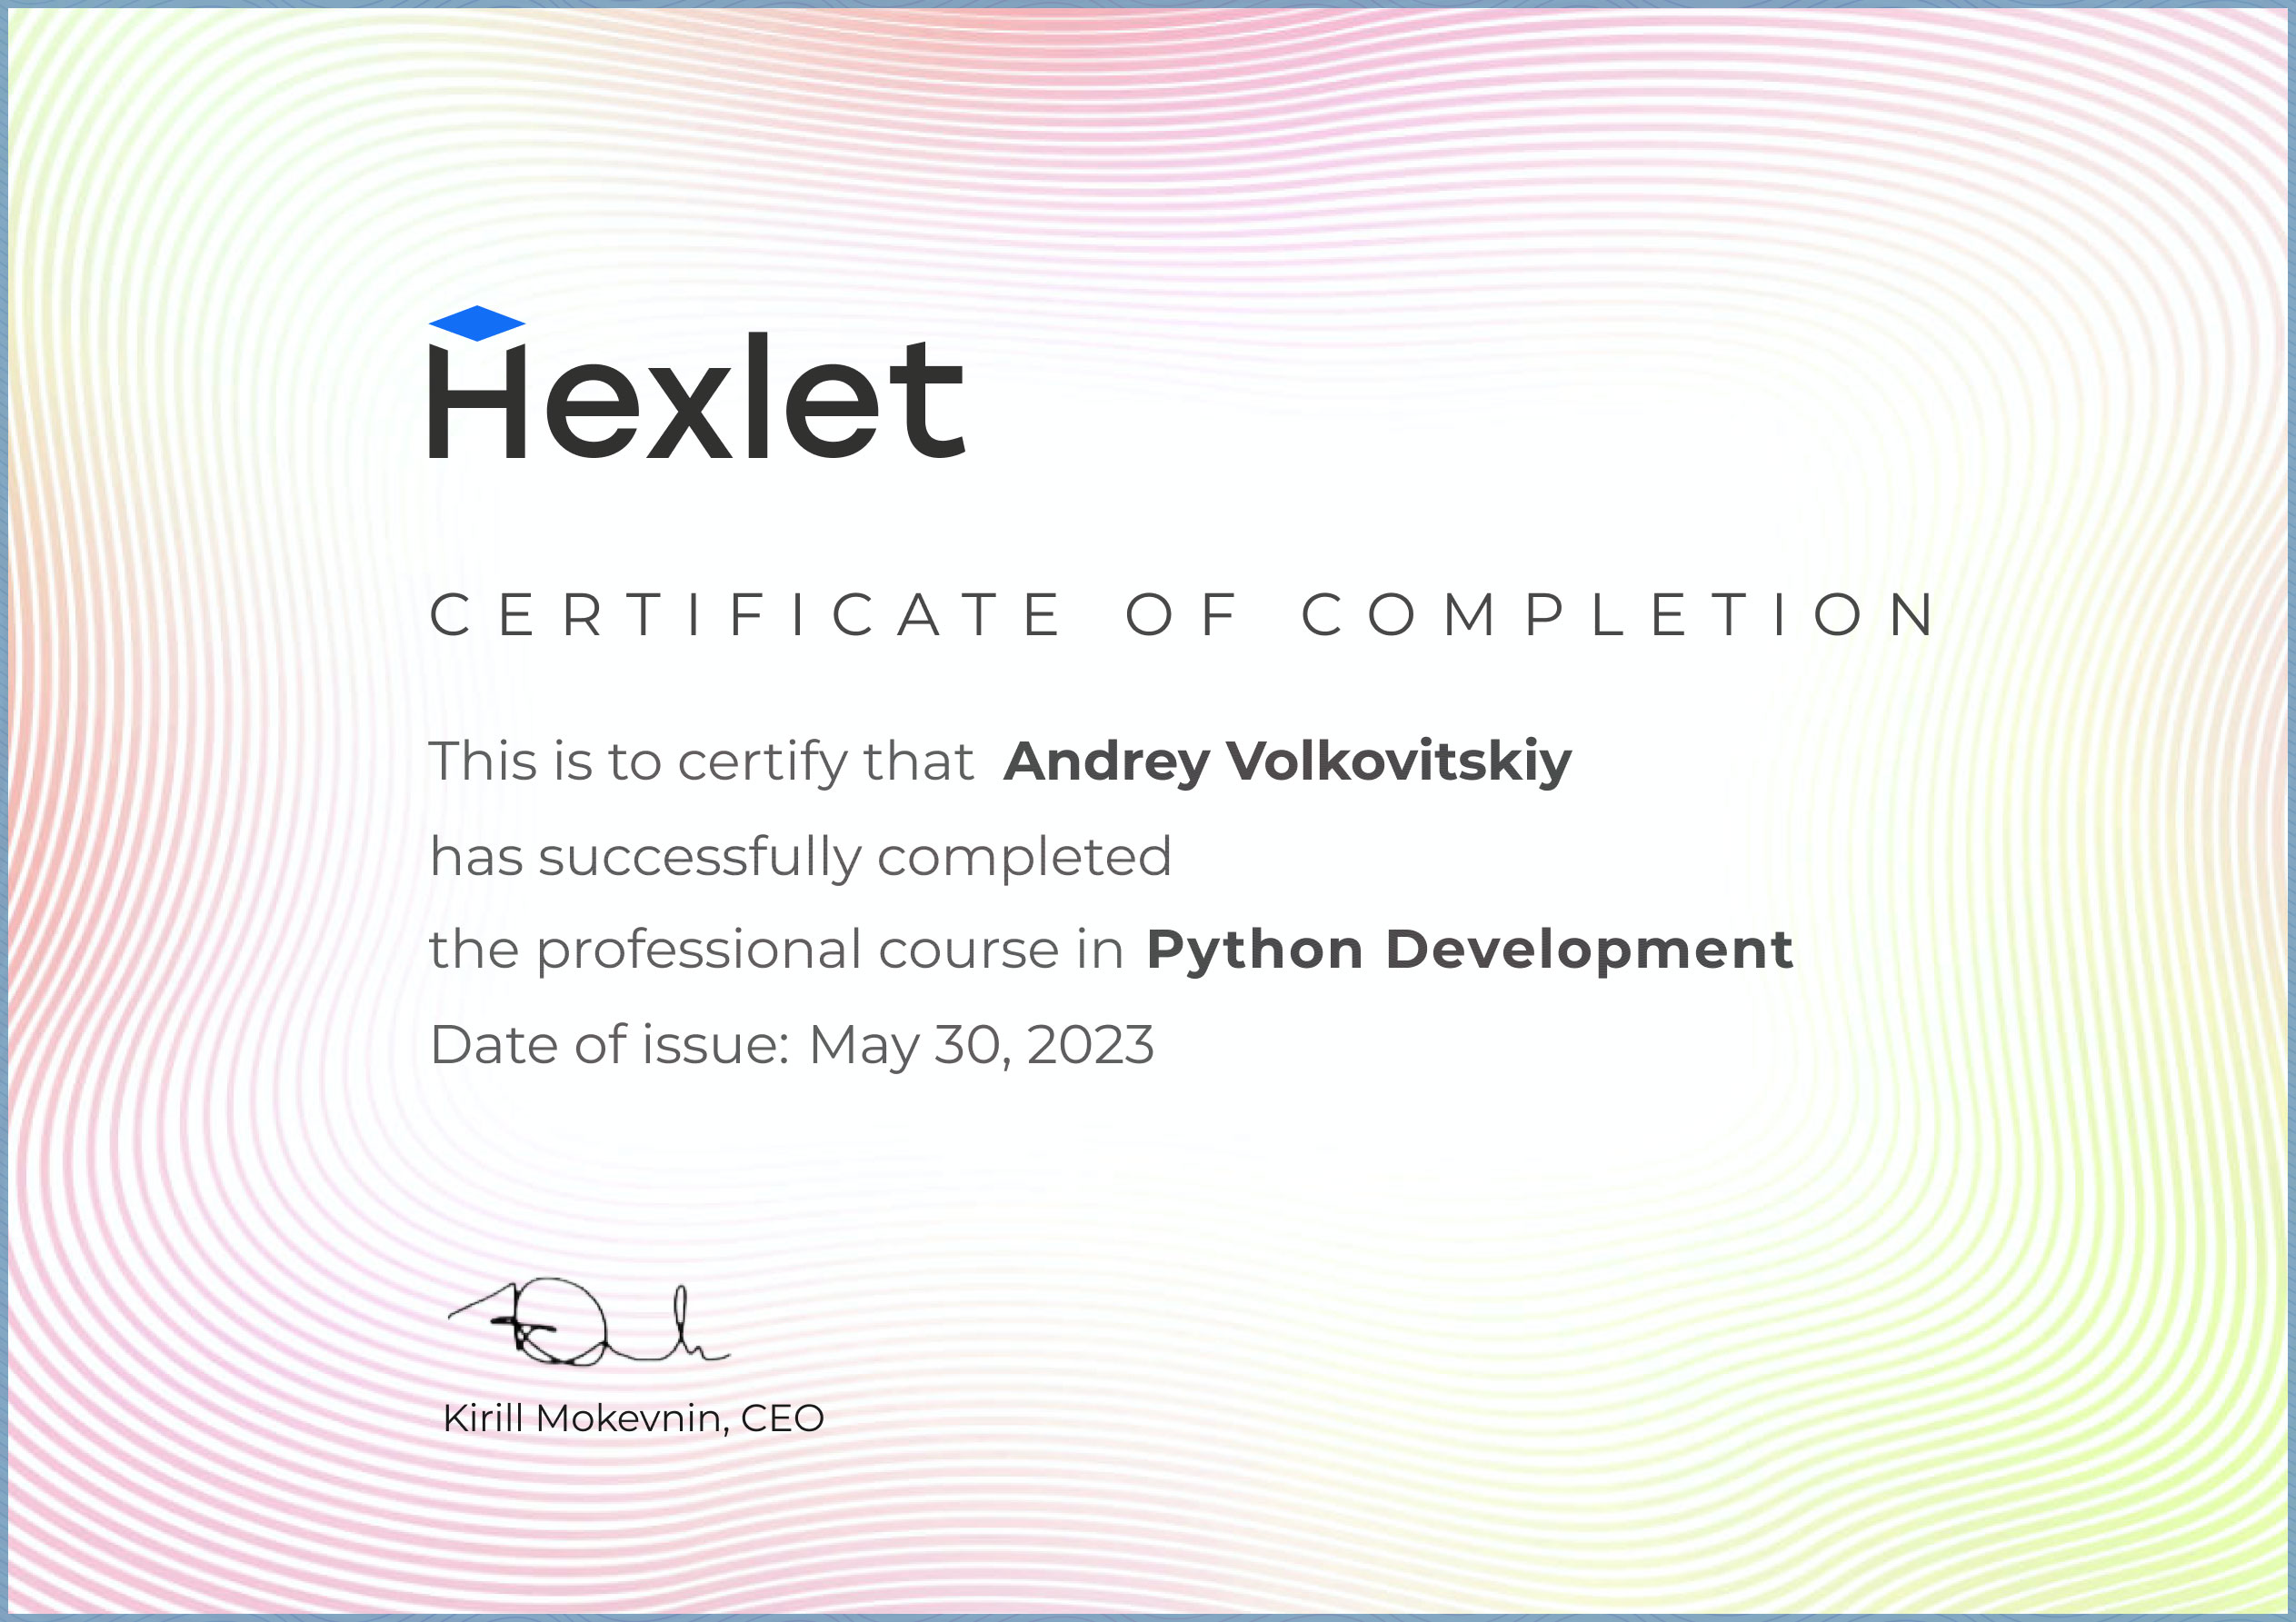 Hexlet
CERTIFICATE OF COMPLETION
This is to certify that Andrey Volkovitskiy
has successfully completed
the professional course in Python Development
Date of issue: May 30, 2023
Kirill Mokevnin, CEO